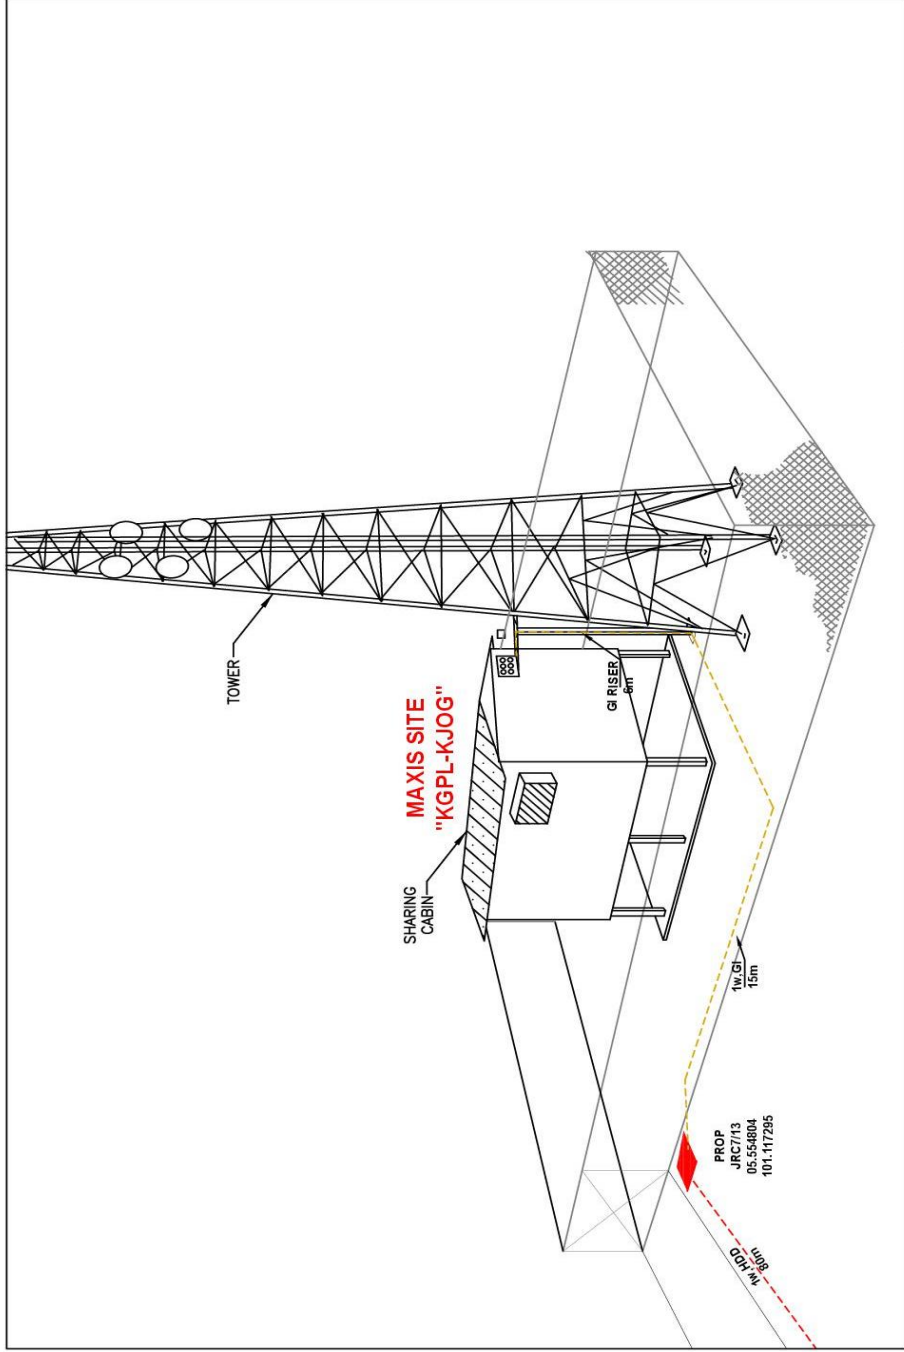 TOWER
MAXIS SITE
"KGPL-KJOG"
SHARING
CABIN
GI RISER
6m
1w,GI
15m
PROP
JRC7/13
05.554804
101.117295
1w,HDD
80m